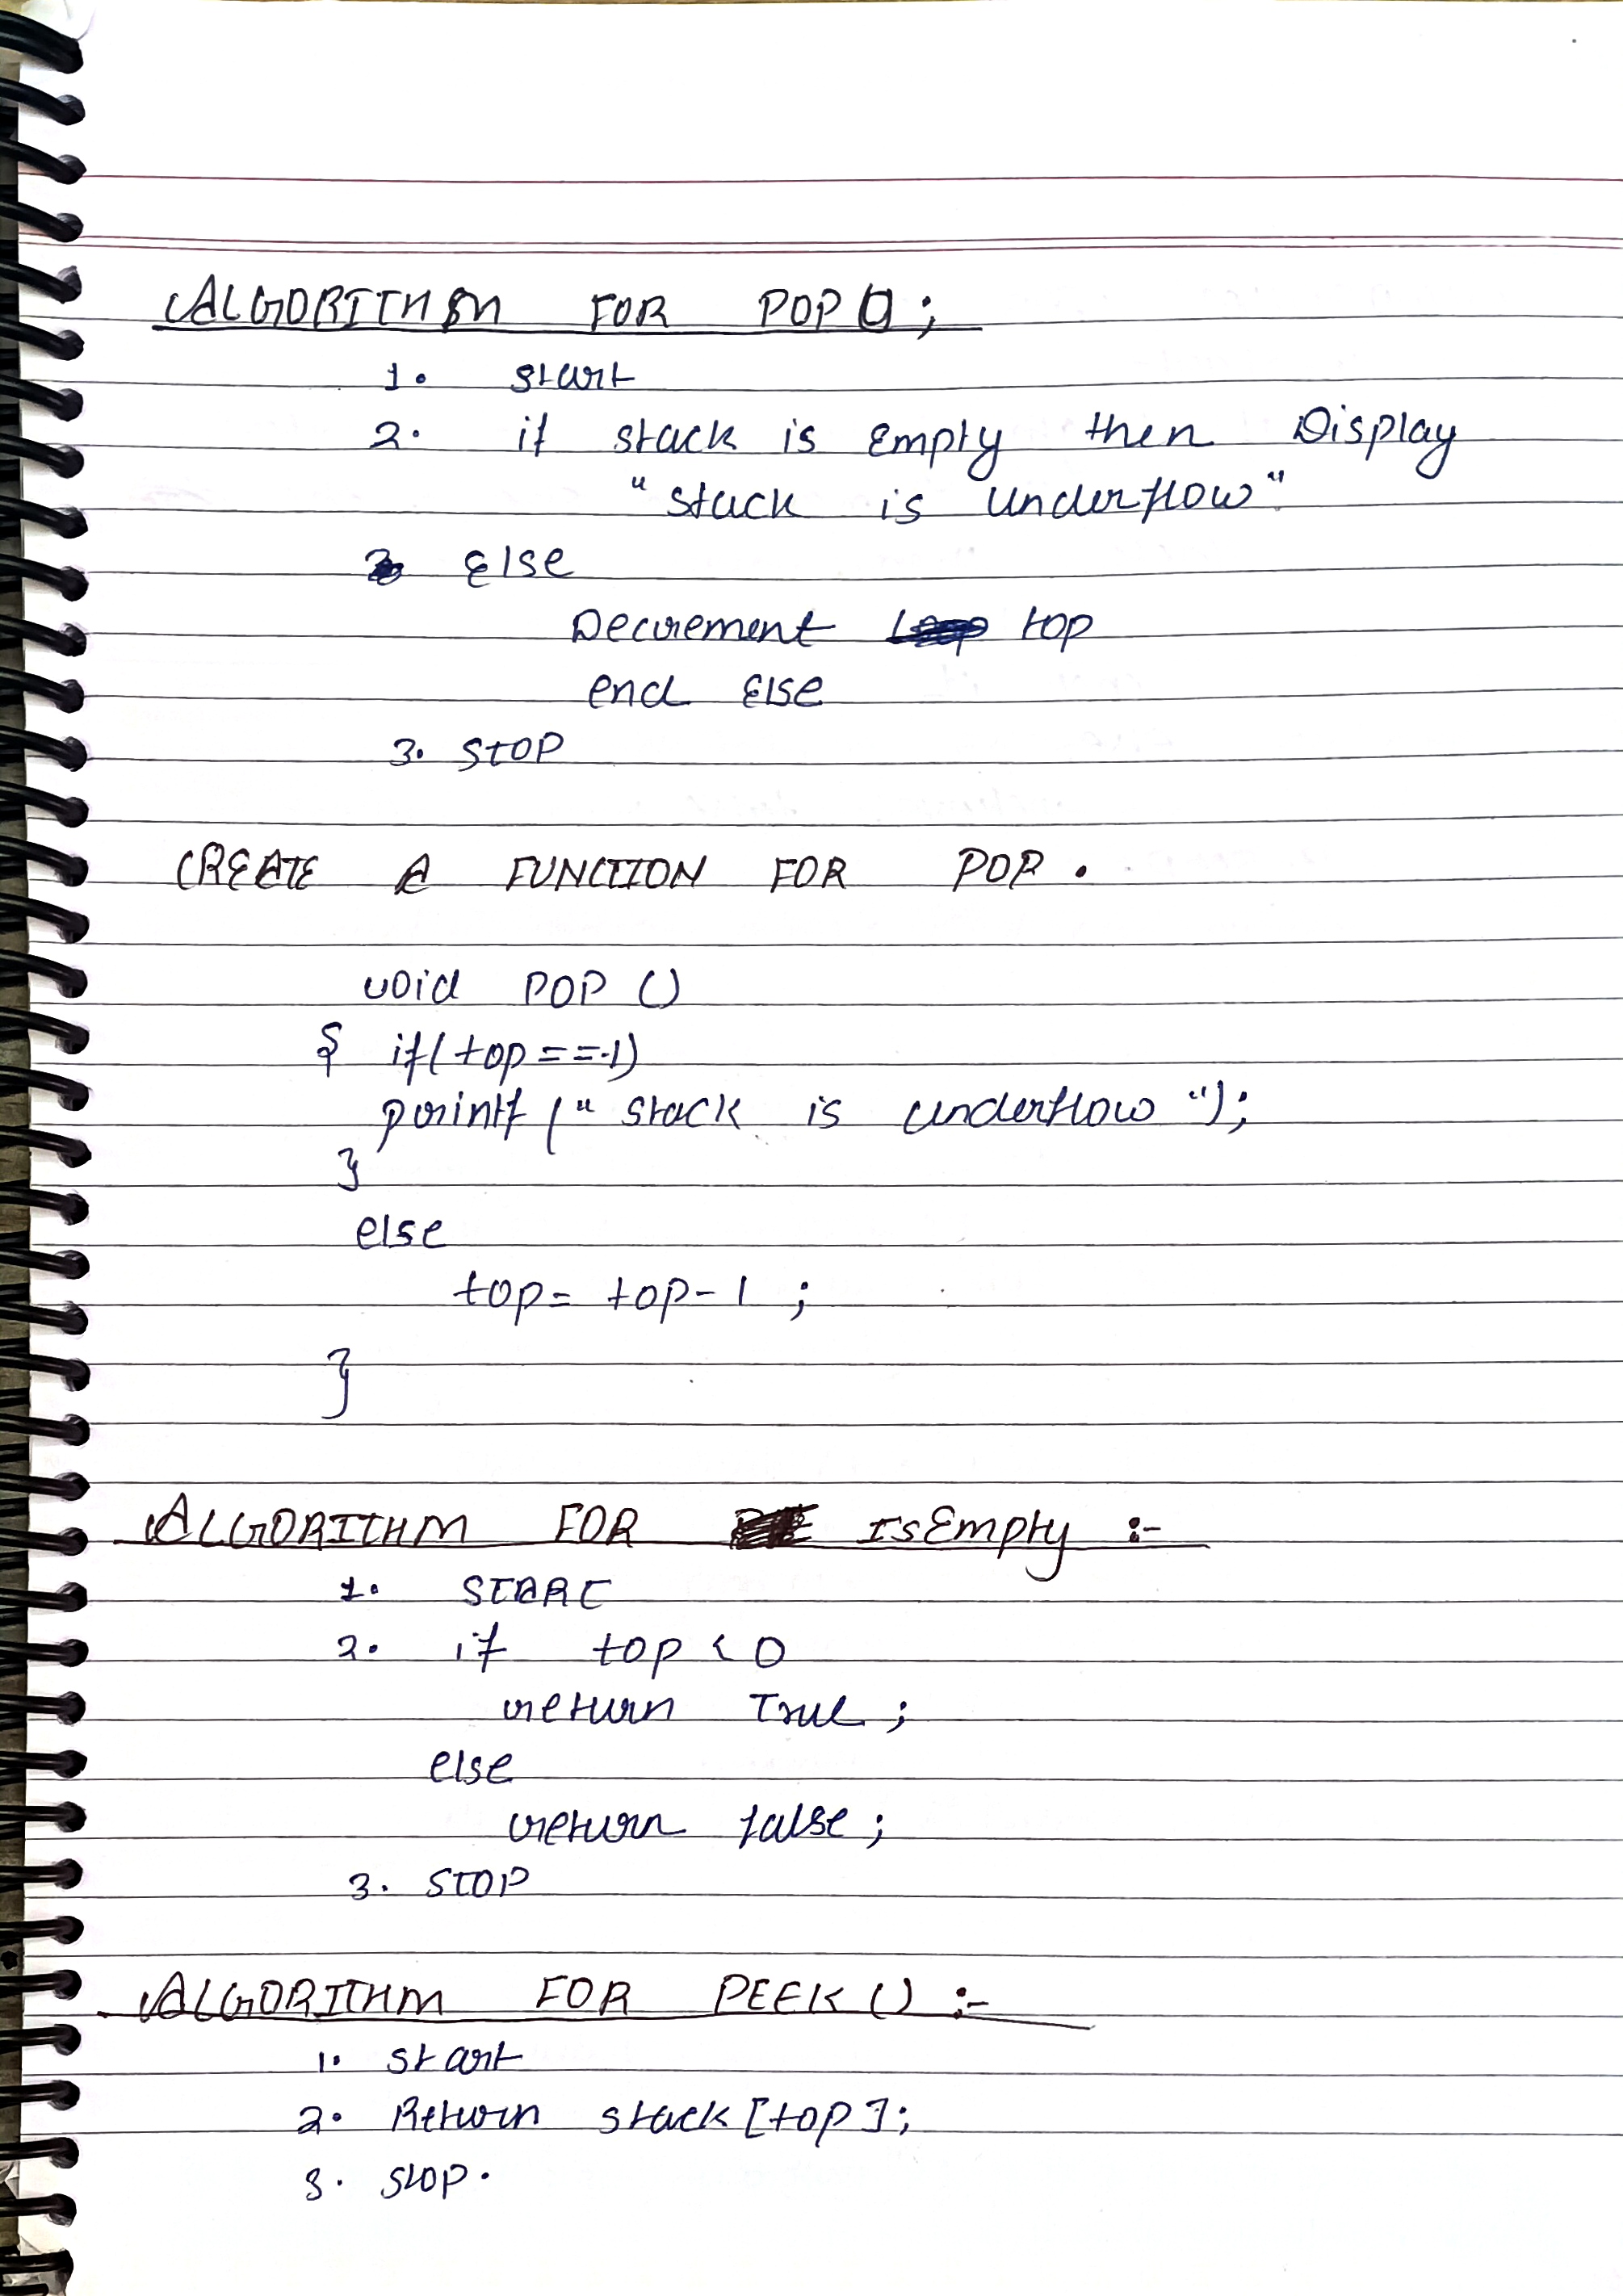 ALGORITHM FOR POP();
1. start
2. if stack is Empty then Display
"stack is Underflow"
Else
Decrement top
end Else
3. STOP
CREATE A FUNCTION FOR POP.
void POP ()
{ if(top==-1)
printf (" stack is underflow ");
}
else
top= top-1 ;
}
ALGORITHM FOR IsEmpty :-
1. START
2. if top < 0
return True ;
else
return false ;
3. STOP
ALGORITHM FOR PEEK () :-
1. start
2. Return stack [top];
3. stop.